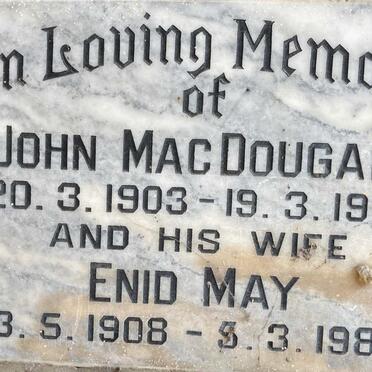 In Loving Memo
of
JOHN MACDOUGA
20. 3. 1903 - 19. 3. 19
AND HIS WIFE
ENID MAY
3. 5. 1908 - 5. 3. 198